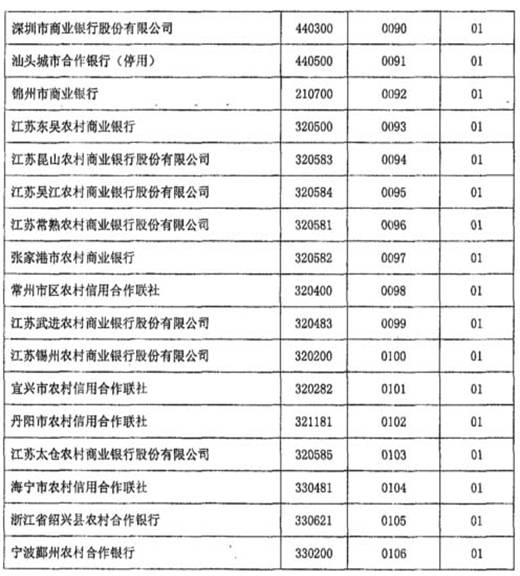 深圳市商业银行股份有限公司 440300 0090 01
汕头城市合作银行（停用） 440500 0091 01
锦州市商业银行 210700 0092 01
江苏东吴农村商业银行 320500 0093 01
江苏昆山农村商业银行股份有限公司 320583 0094 01
江苏吴江农村商业银行股份有限公司 320584 0095 01
江苏常熟农村商业银行股份有限公司 320581 0096 01
张家港市农村商业银行 320582 0097 01
常州市区农村信用合作联社 320400 0098 01
江苏武进农村商业银行股份有限公司 320483 0099 01
江苏锡州农村商业银行股份有限公司 320200 0100 01
宜兴市农村信用合作联社 320282 0101 01
丹阳市农村信用合作联社 321181 0102 01
江苏太仓农村商业银行股份有限公司 320585 0103 01
海宁市农村信用合作联社 330481 0104 01
浙江省绍兴县农村合作银行 330621 0105 01
宁波鄞州农村合作银行 330200 0106 01